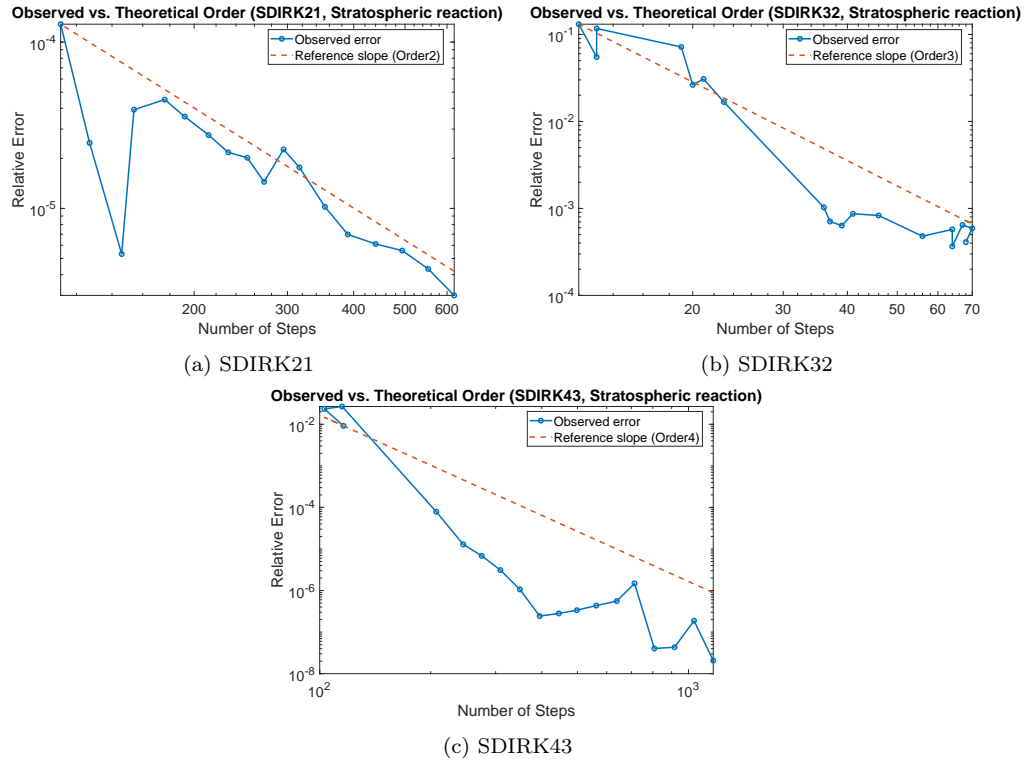 Observed vs. Theoretical Order (SDIRK21, Stratospheric reaction)
Observed error
Reference slope (Order2)
Relative Error
10^-4
10^-5
200
300
400
500
600
Number of Steps
(a) SDIRK21
Observed vs. Theoretical Order (SDIRK32, Stratospheric reaction)
Observed error
Reference slope (Order3)
Relative Error
10^-1
10^-2
10^-3
10^-4
20
30
40
50
60
70
Number of Steps
(b) SDIRK32
Observed vs. Theoretical Order (SDIRK43, Stratospheric reaction)
Observed error
Reference slope (Order4)
Relative Error
10^-2
10^-4
10^-6
10^-8
10^2
10^3
Number of Steps
(c) SDIRK43